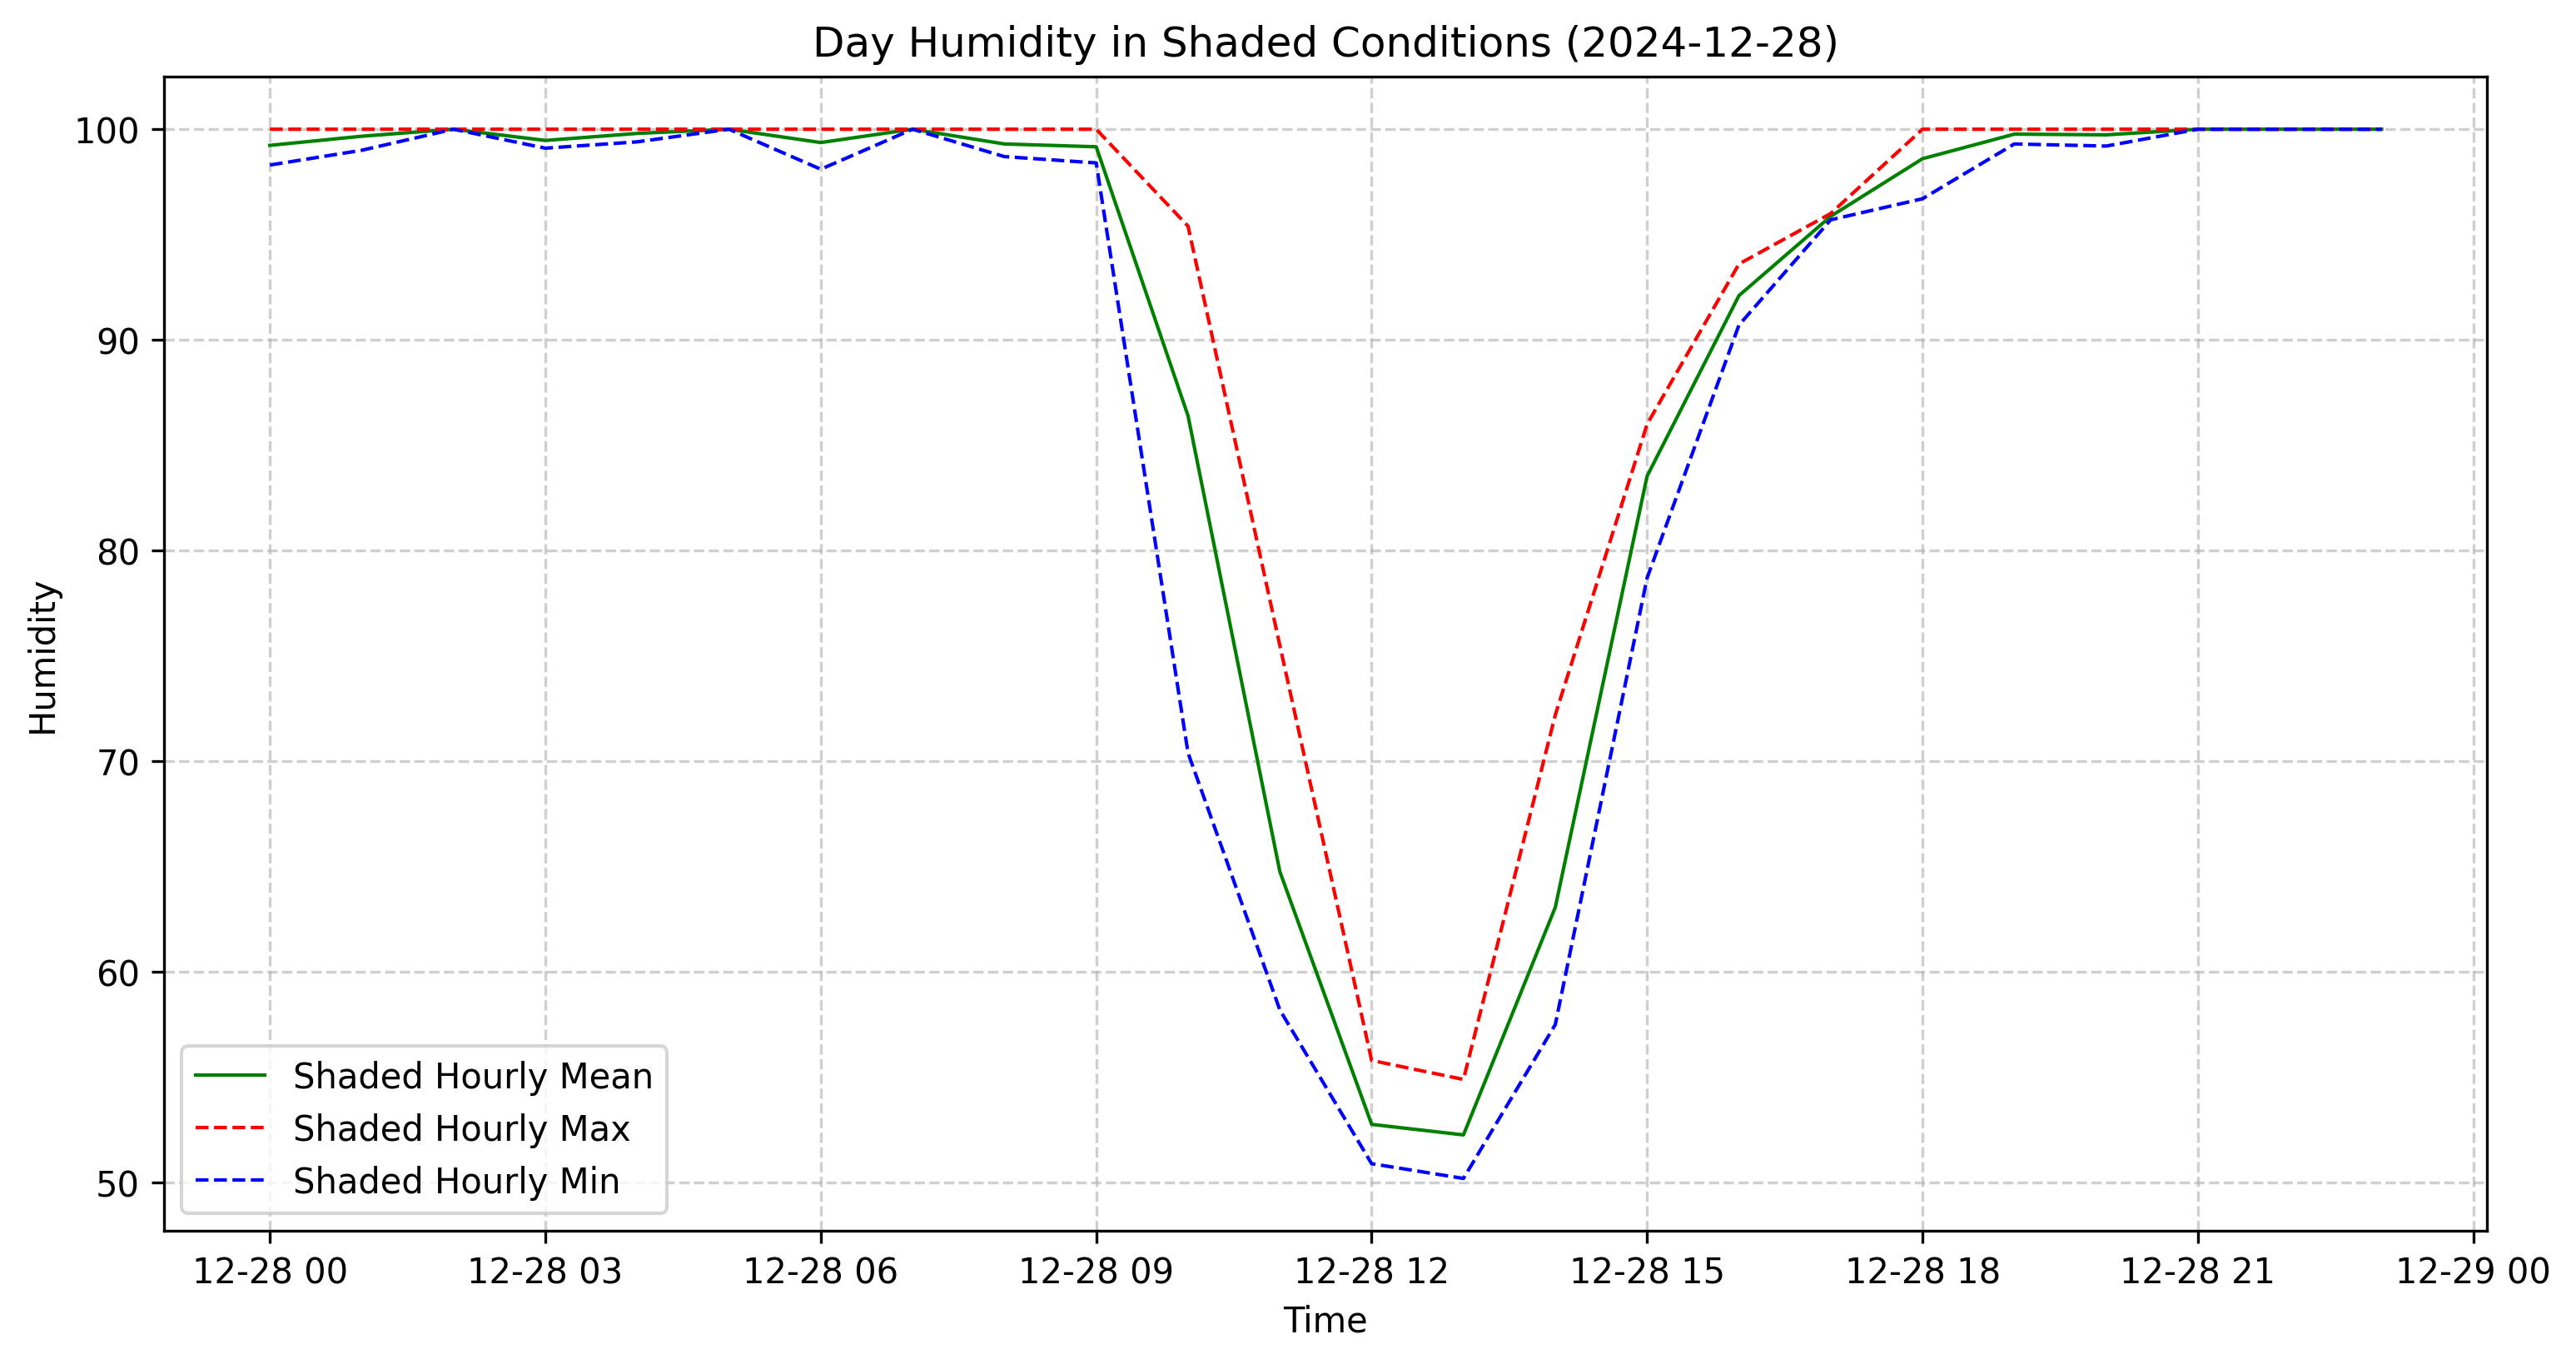 Day Humidity in Shaded Conditions (2024-12-28)
100
90
80
70
60
50
Humidity
Shaded Hourly Mean
Shaded Hourly Max
Shaded Hourly Min
12-28 00
12-28 03
12-28 06
12-28 09
12-28 12
12-28 15
12-28 18
12-28 21
12-29 00
Time